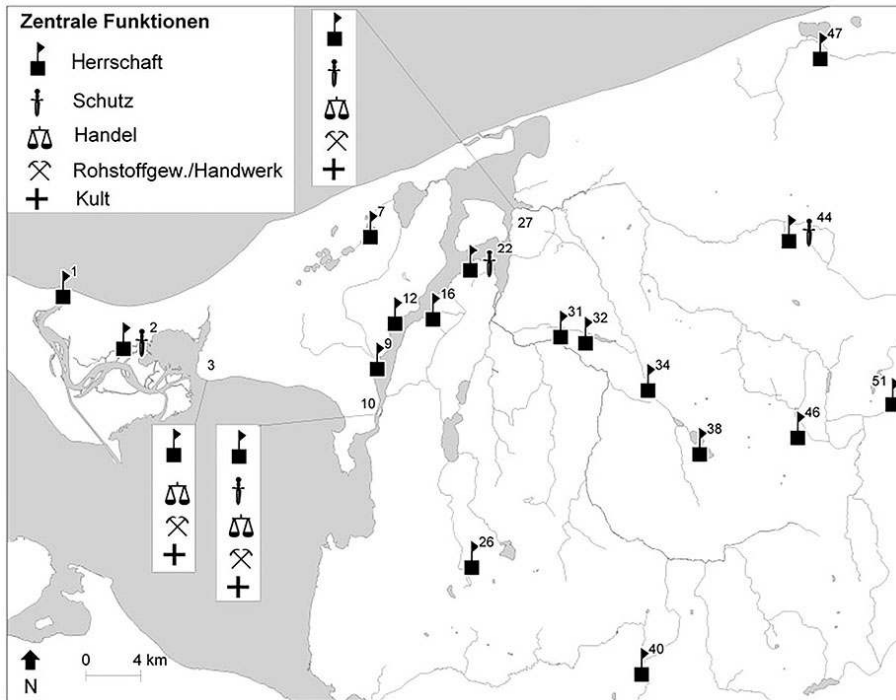 Zentrale Funktionen
Herrschaft
Schutz
Handel
Rohstoffgew./Handwerk
Kult
47
7
27
44
22
1
12
16
31
32
2
9
3
34
51
10
38
46
26
40
0 4 km
N